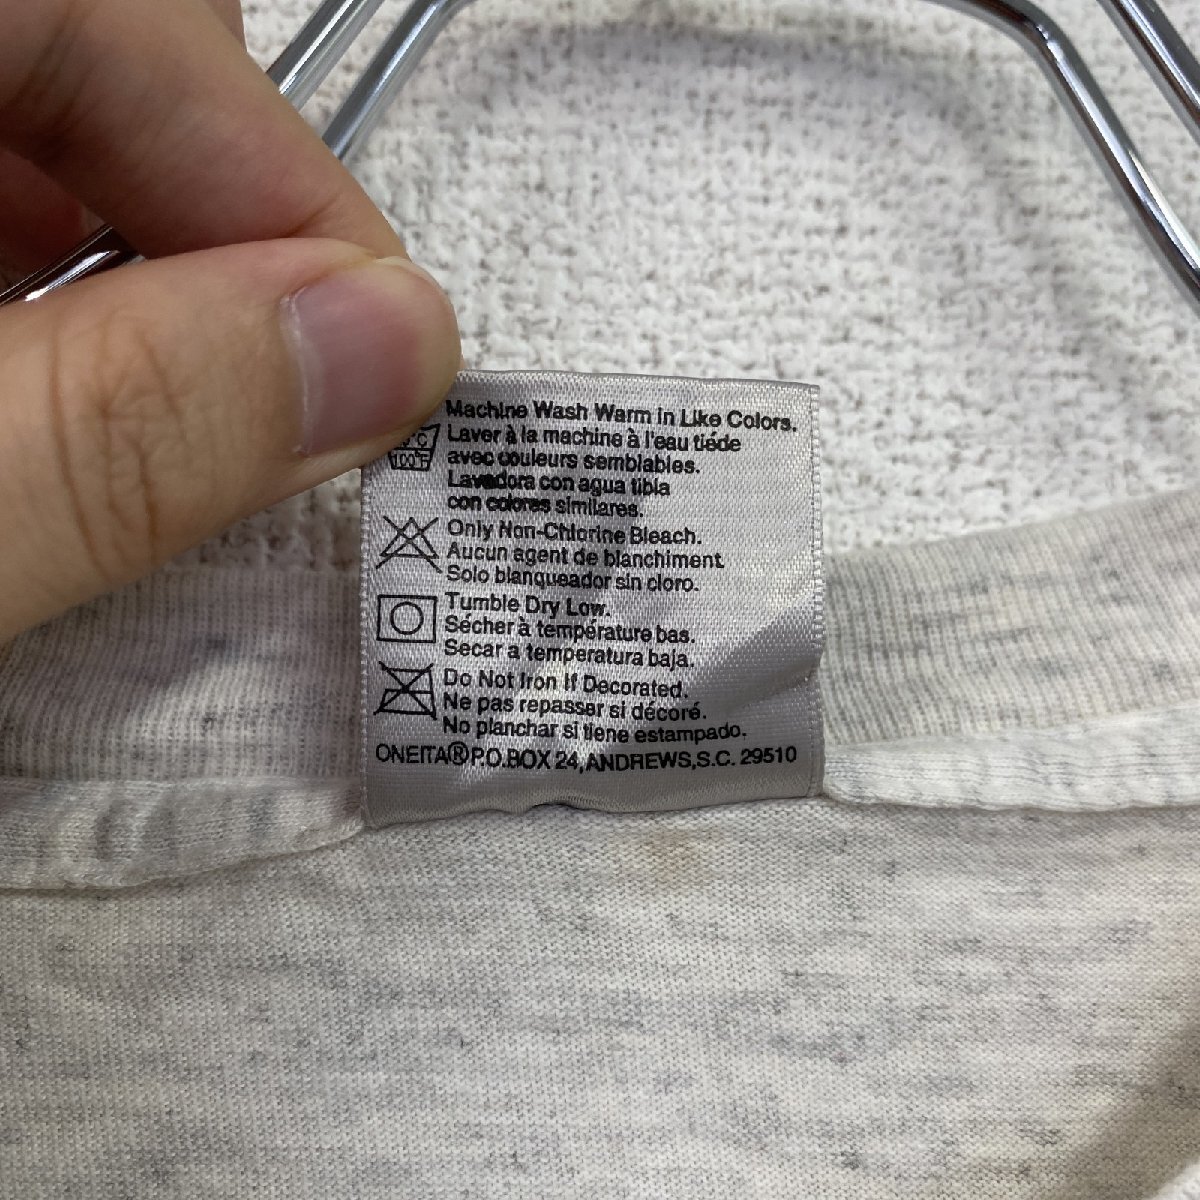 Machine Wash Warm in Like Colors.
Laver à la machine à l'eau tiéde
avec couleurs semblables.
Lavadora con agua tibla
con colores similares.
°C
100°F
Only Non-Chlorine Bleach.
Aucun agent de blanchiment
Solo blanqueador sin cloro.
Tumble Dry Low.
Sécher à température bas.
Secar a temperatura baja.
Do Not Iron If Decorated.
Ne pas repasser si décoré.
No planchar si tiene estampado.
ONEITA® P.O.BOX 24, ANDREWS, S.C. 29510